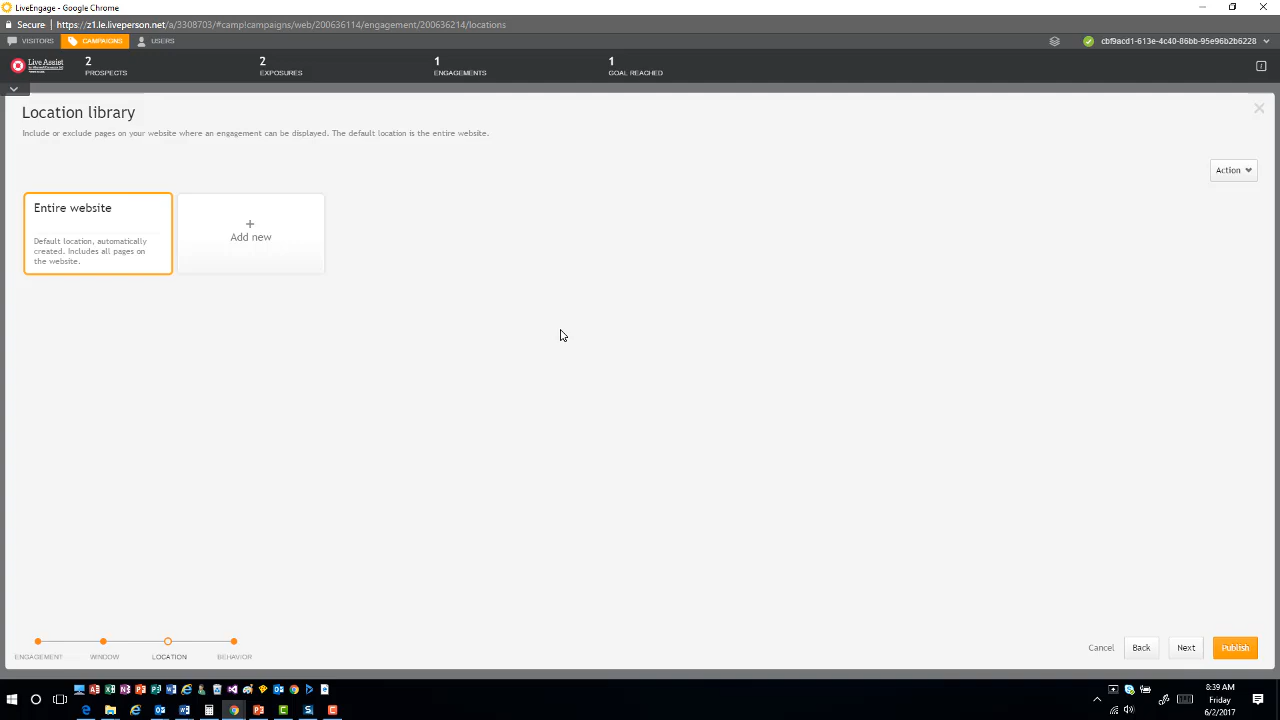 LiveEngage - Google Chrome
Secure https://z1.le.liveperson.net/a/3308703/#camp!campaigns/web/200636114/engagement/200636214/locations
VISITORS CAMPAIGNS USERS cbf9acd1-613e-4c40-86bb-95e96b2b6228
Live Assist
2 2 1 1
PROSPECTS EXPOSURES ENGAGEMENTS GOAL REACHED
Location library
Include or exclude pages on your website where an engagement can be displayed. The default location is the entire website.
Action
Entire website
Default location, automatically
created. Includes all pages on
the website.
+
Add new
ENGAGEMENT WINDOW LOCATION BEHAVIOR
Cancel Back Next Publish
8:39 AM
Friday
6/2/2017